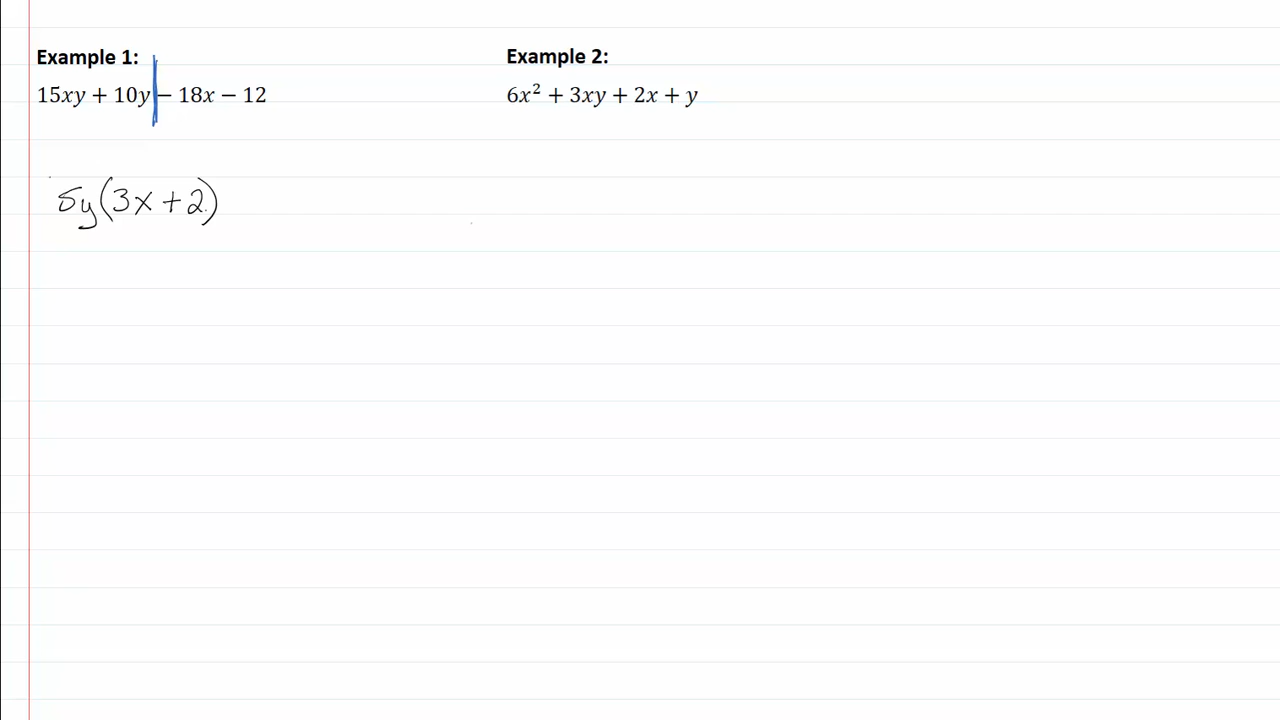 Example 1:
15xy + 10y − 18x − 12
5y(3x + 2)
Example 2:
6x² + 3xy + 2x + y